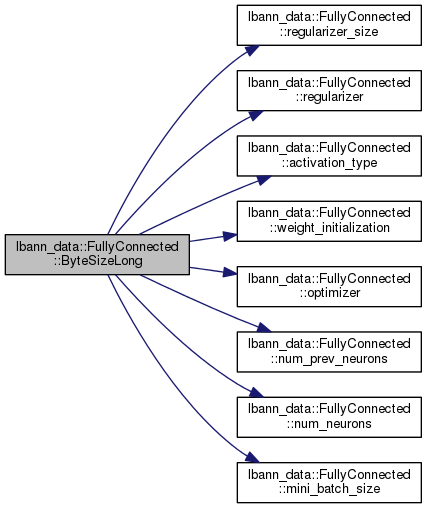 lbann_data::FullyConnected
::regularizer_size
lbann_data::FullyConnected
::regularizer
lbann_data::FullyConnected
::activation_type
lbann_data::FullyConnected
::weight_initialization
lbann_data::FullyConnected
::ByteSizeLong
lbann_data::FullyConnected
::optimizer
lbann_data::FullyConnected
::num_prev_neurons
lbann_data::FullyConnected
::num_neurons
lbann_data::FullyConnected
::mini_batch_size